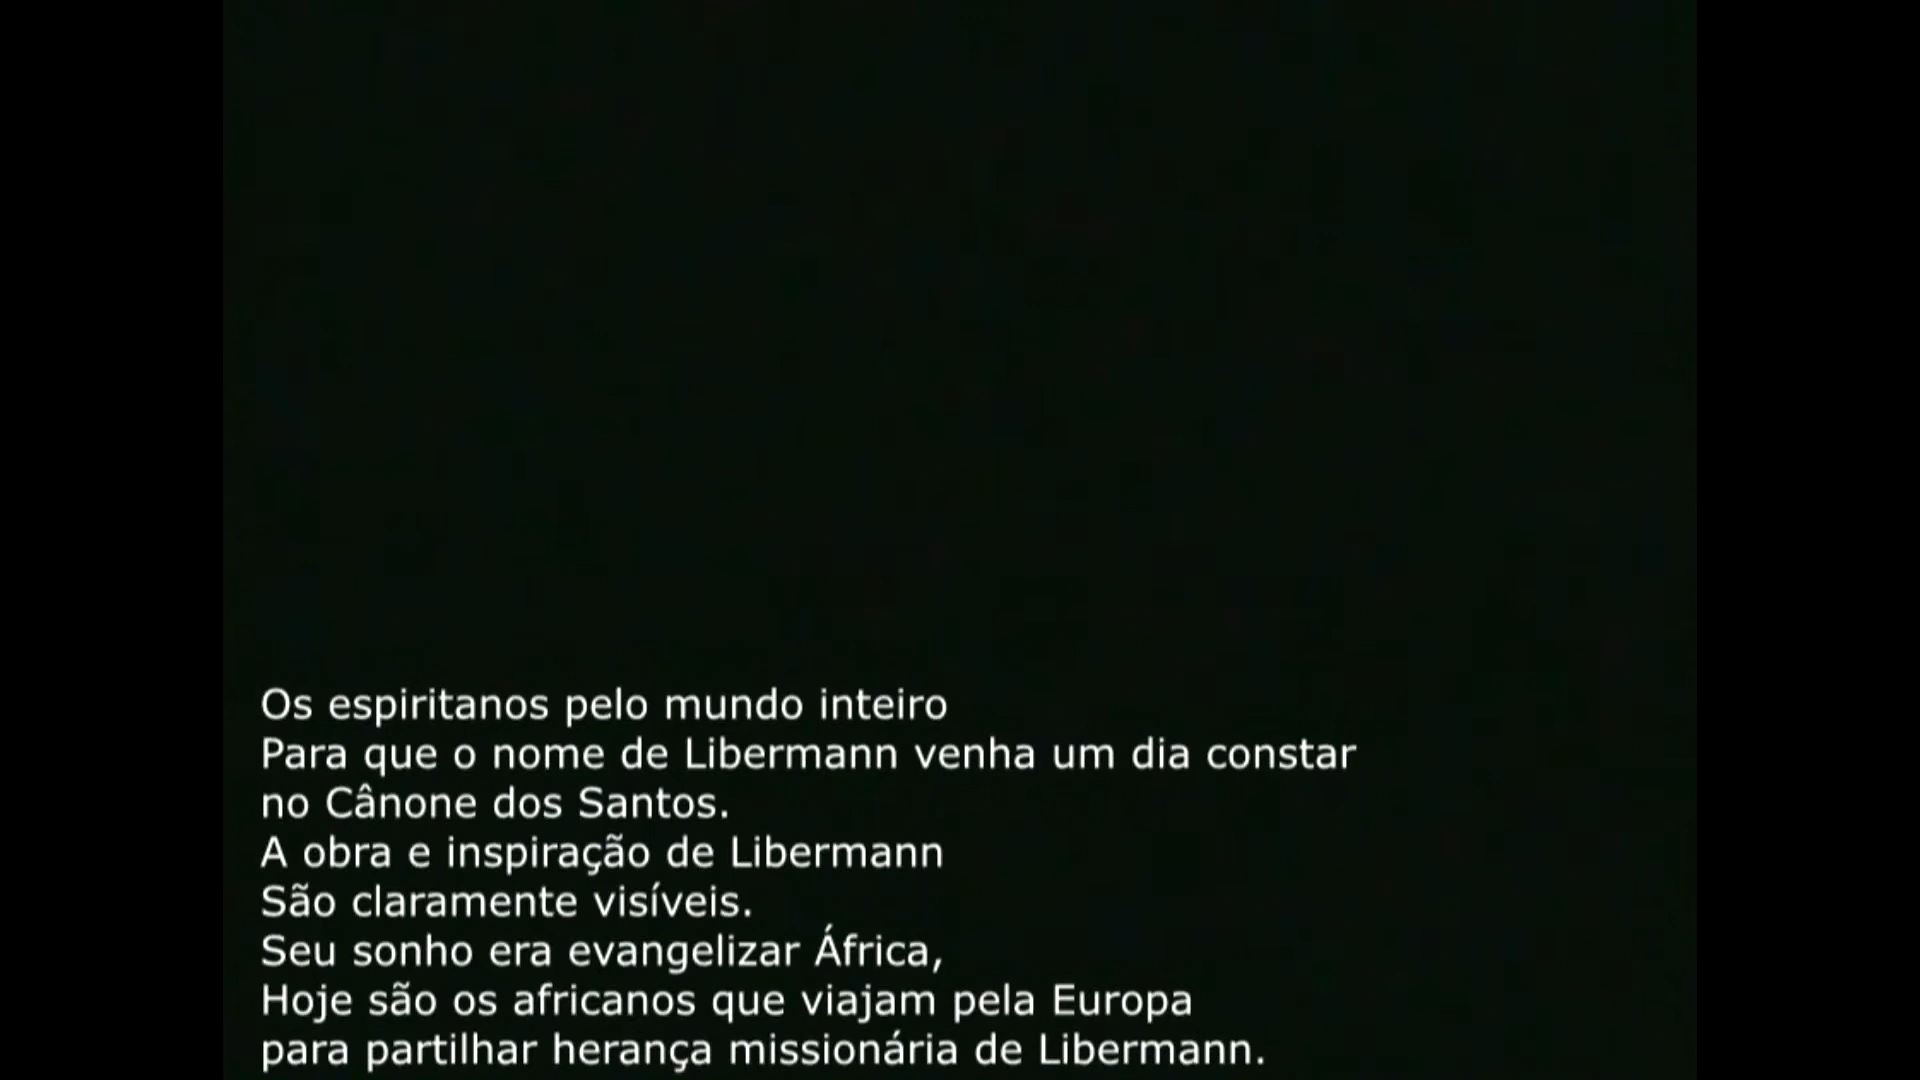 Os espiritanos pelo mundo inteiro
Para que o nome de Libermann venha um dia constar
no Cânone dos Santos.
A obra e inspiração de Libermann
São claramente visíveis.
Seu sonho era evangelizar África,
Hoje são os africanos que viajam pela Europa
para partilhar herança missionária de Libermann.